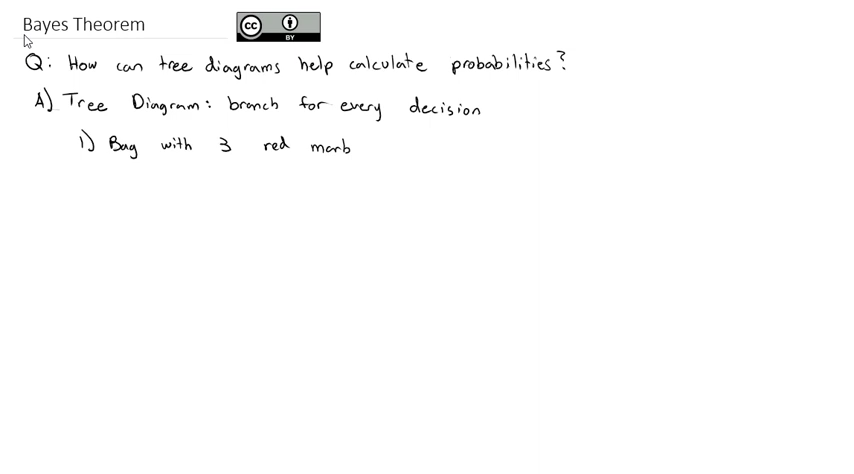 Bayes Theorem
CC BY
Q: How can tree diagrams help calculate probabilities?
A) Tree Diagram: branch for every decision
1) Bag with 3 red marb